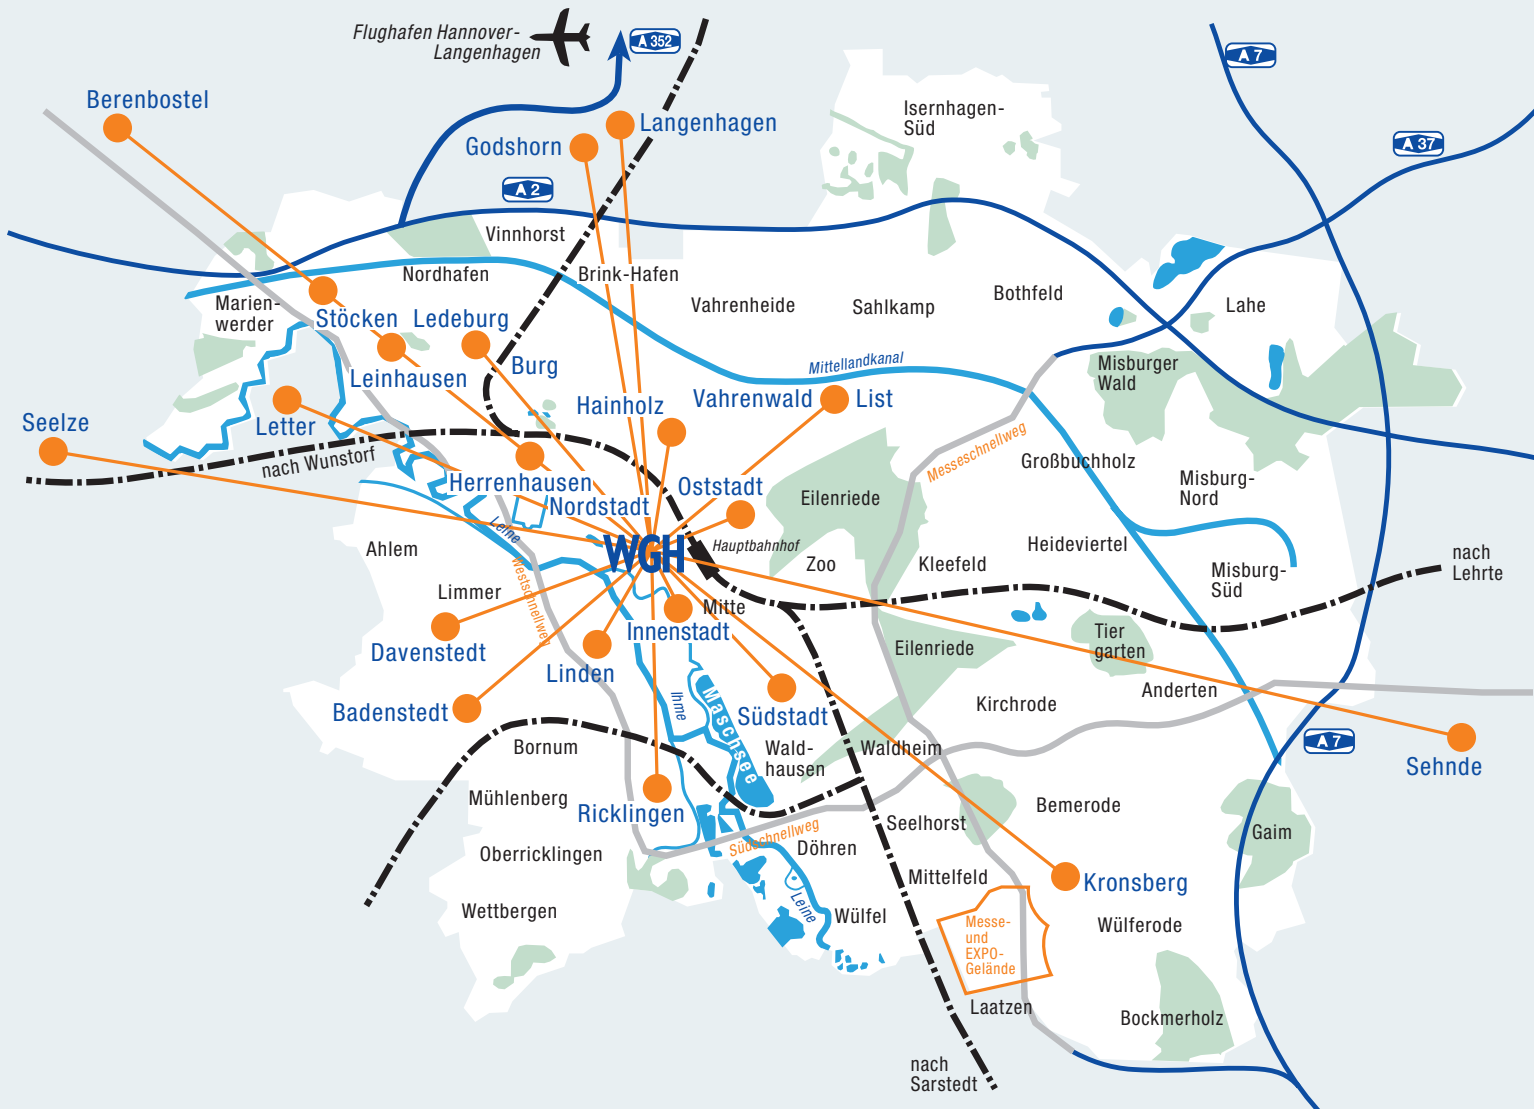 Flughafen Hannover-
Langenhagen
A 352
A 7
Berenbostel
Langenhagen
Isernhagen-
Süd
Godshorn
A 37
A 2
Vinnhorst
Nordhafen
Brink-Hafen
Marien-
werder
Vahrenheide
Sahlkamp
Bothfeld
Lahe
Stöcken
Ledeburg
Mittellandkanal
Burg
Misburger
Wald
Leinhausen
Hainholz
Vahrenwald
List
Seelze
Letter
Messeschnellweg
nach Wunstorf
Großbuchholz
Herrenhausen
Oststadt
Eilenriede
Misburg-
Nord
Nordstadt
Leine
Ahlem
WGH
Hauptbahnhof
Zoo
Kleefeld
Heideviertel
nach
Lehrte
Misburg-
Süd
Limmer
Westschnellweg
Mitte
Innenstadt
Eilenriede
Tier
garten
Davenstedt
Linden
Anderten
Badenstedt
Ihme
Maschsee
Südstadt
Kirchrode
Bornum
Wald-
hausen
Waldheim
A 7
Sehnde
Mühlenberg
Ricklingen
Bemerode
Seelhorst
Gaim
Südschnellweg
Oberricklingen
Döhren
Mittelfeld
Kronsberg
Wettbergen
Leine
Wülfel
Messe-
und
EXPO-
Gelände
Wülferode
Laatzen
Bockmerholz
nach
Sarstedt